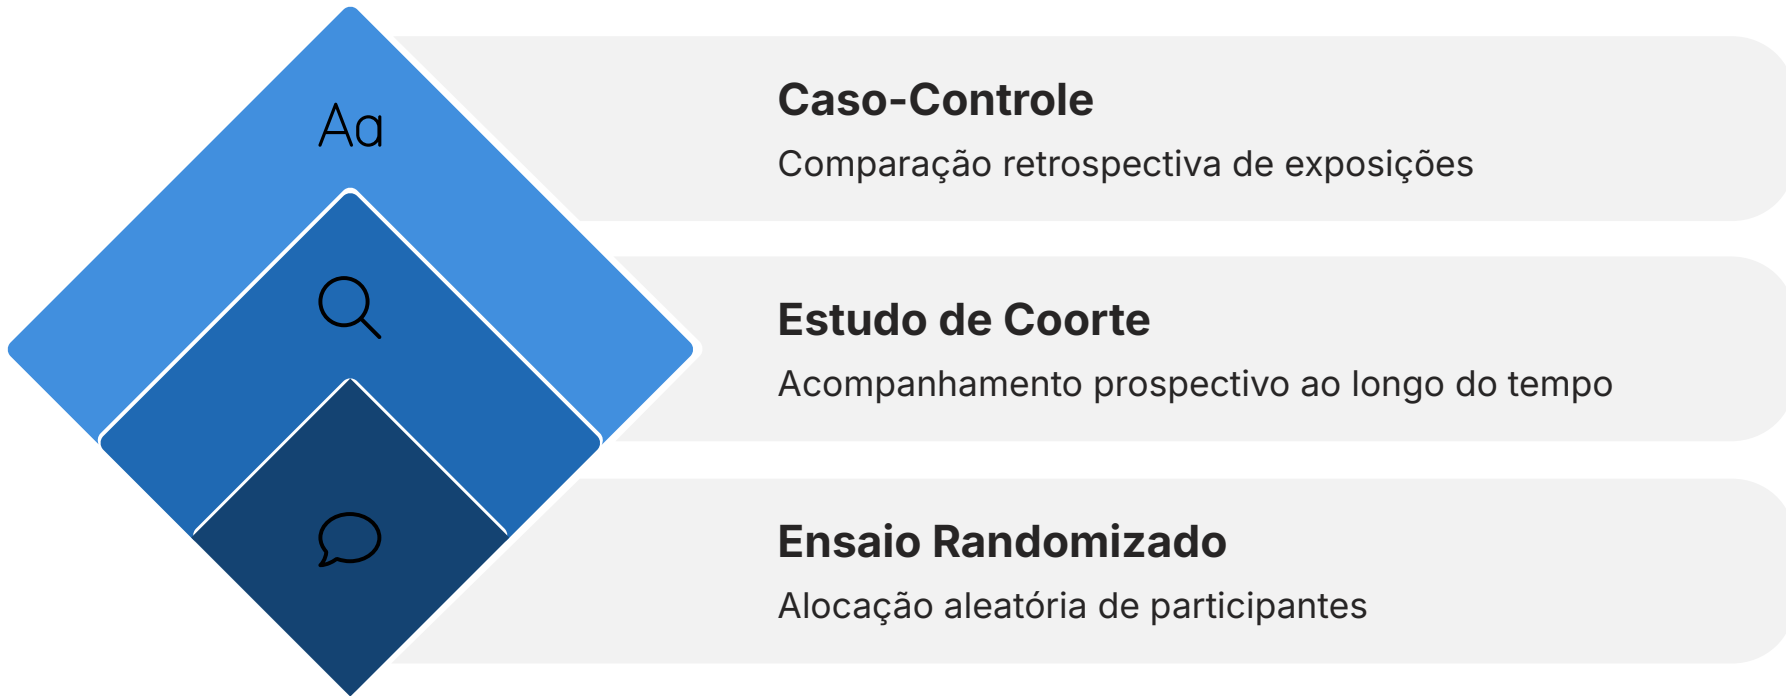 Aa
Caso-Controle
Comparação retrospectiva de exposições
Estudo de Coorte
Acompanhamento prospectivo ao longo do tempo
Ensaio Randomizado
Alocação aleatória de participantes